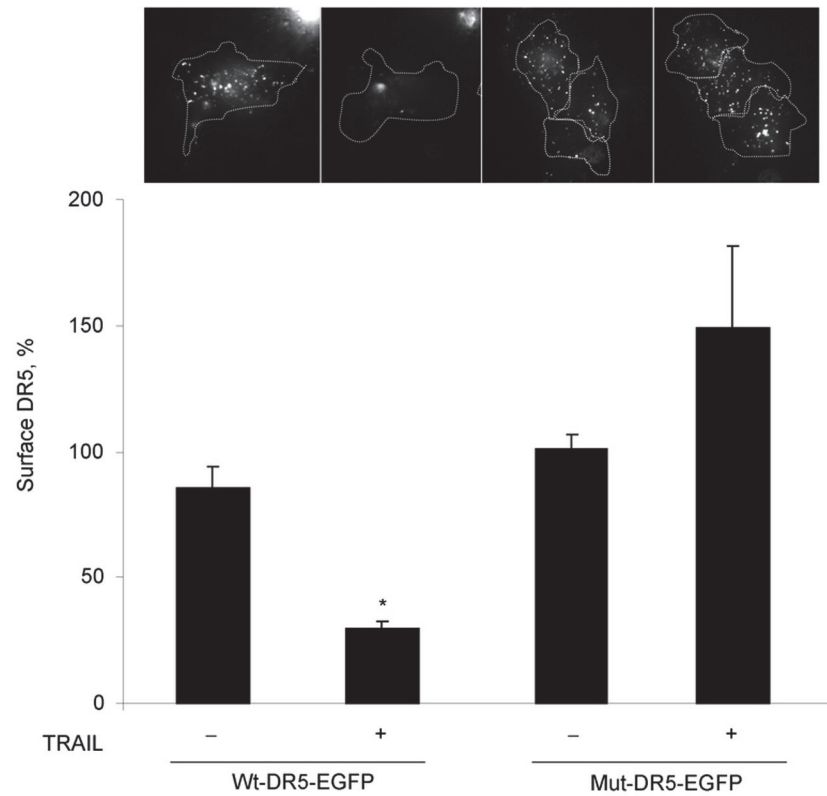 200
150
100
50
0
Surface DR5, %
*
TRAIL – + – +
Wt-DR5-EGFP Mut-DR5-EGFP